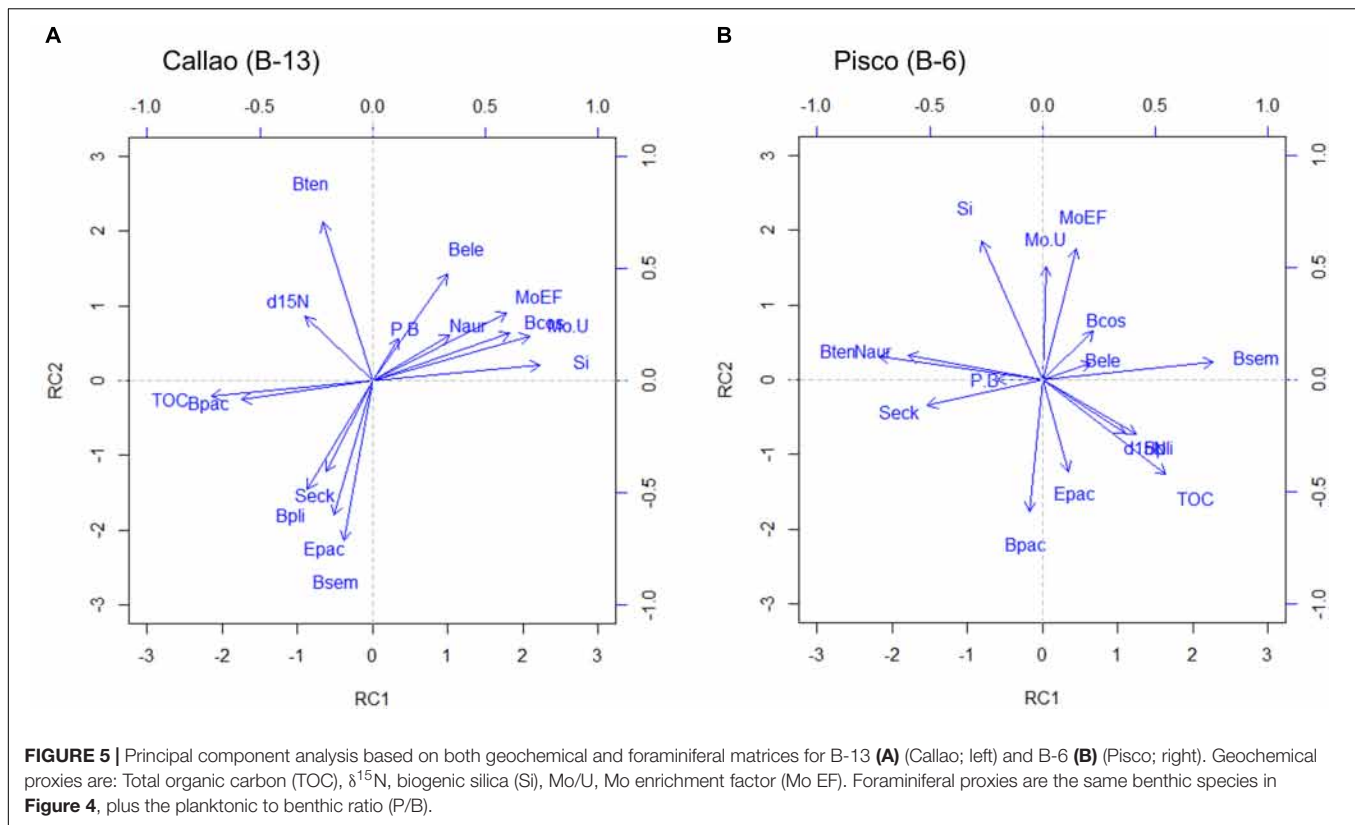 A
Callao (B-13)
-1.0 -0.5 0.0 0.5 1.0
3
2
1
0
-1
-2
-3
RC2
1.0
0.5
0.0
-0.5
-1.0
Bten
Bele
d15N
MoEF
P.B
Naur
Bcos
Mo.U
Si
TOC
Bpac
Seck
Bpli
Epac
Bsem
-3 -2 -1 0 1 2 3
RC1
B
Pisco (B-6)
-1.0 -0.5 0.0 0.5 1.0
3
2
1
0
-1
-2
-3
RC2
1.0
0.5
0.0
-0.5
-1.0
Si
MoEF
Mo.U
Bcos
Bten
Naur
Bele
Bsem
P.B
Seck
d15N
Bpli
Epac
TOC
Bpac
-3 -2 -1 0 1 2 3
RC1
FIGURE 5 | Principal component analysis based on both geochemical and foraminiferal matrices for B-13 (A) (Callao; left) and B-6 (B) (Pisco; right). Geochemical
proxies are: Total organic carbon (TOC), δ¹⁵N, biogenic silica (Si), Mo/U, Mo enrichment factor (Mo EF). Foraminiferal proxies are the same benthic species in
Figure 4, plus the planktonic to benthic ratio (P/B).